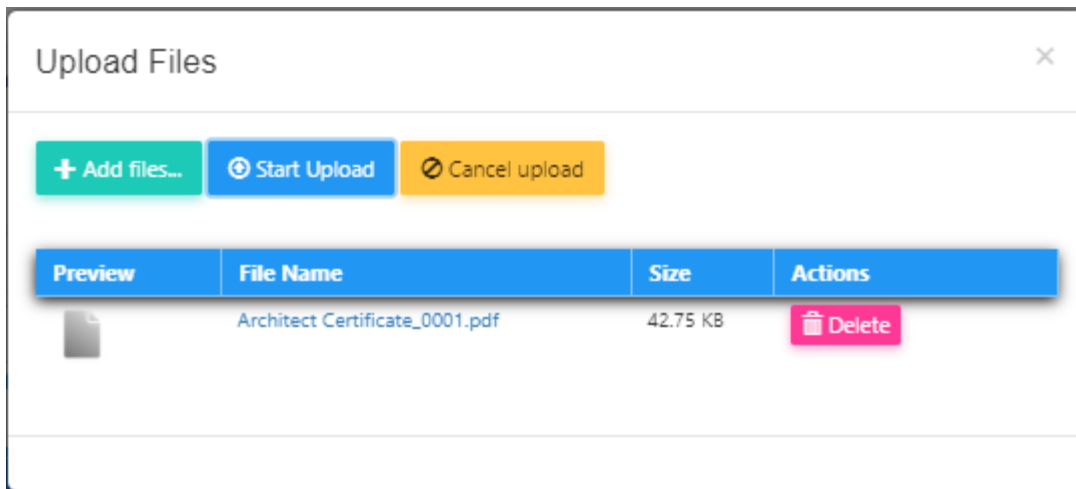 Upload Files
×
Add files... Start Upload Cancel upload
Preview File Name Size Actions
Architect Certificate_0001.pdf 42.75 KB Delete